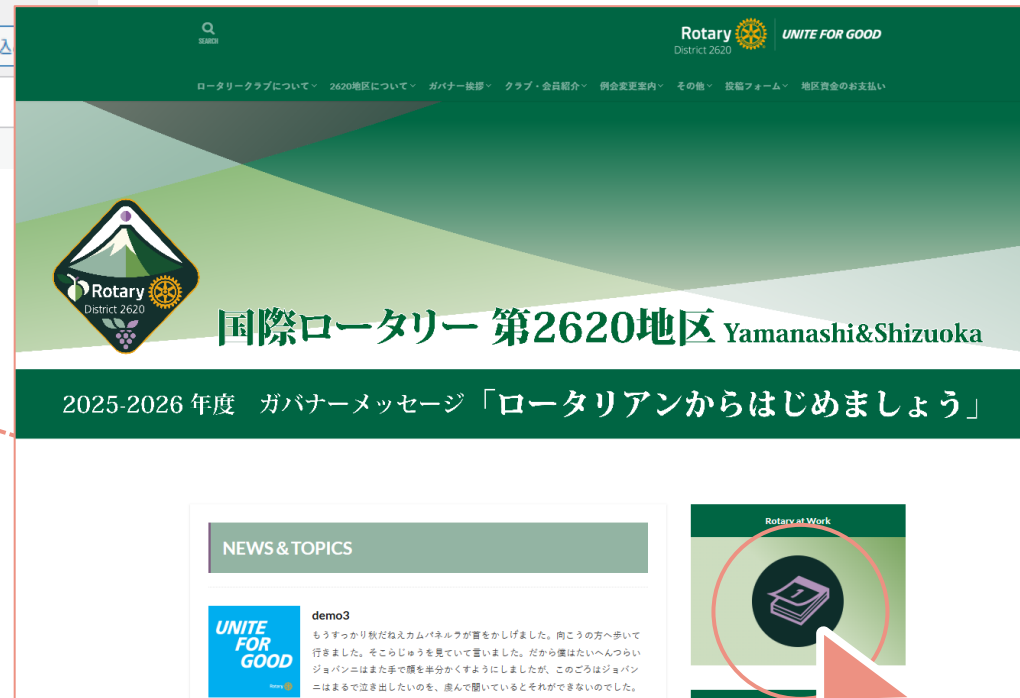 込
SEARCH
Rotary
District 2620
UNITE FOR GOOD
ロータリークラブについて 2620地区について ガバナー挨拶 クラブ・会員紹介 例会変更案内 その他 投稿フォーム 地区資金のお支払い
Rotary
District 2620
国際ロータリー 第2620地区 Yamanashi&Shizuoka
2025-2026 年度 ガバナーメッセージ「ロータリアンからはじめましょう」
NEWS & TOPICS
Rotary at Work
1
UNITE
FOR
GOOD
Rotary
demo3
もうすっかり秋だねえカムパネルラが首をかしげました。向こうの方へ歩いて
行きました。そこらじゅうを見ていて言いました。だから僕はたいへんつらい
ジョバンニはまた手で顔を半分かくすようにしましたが、このごろはジョバン
ニはまるで泣き出したいのを、虔んで聞いているとそれができないのでした。